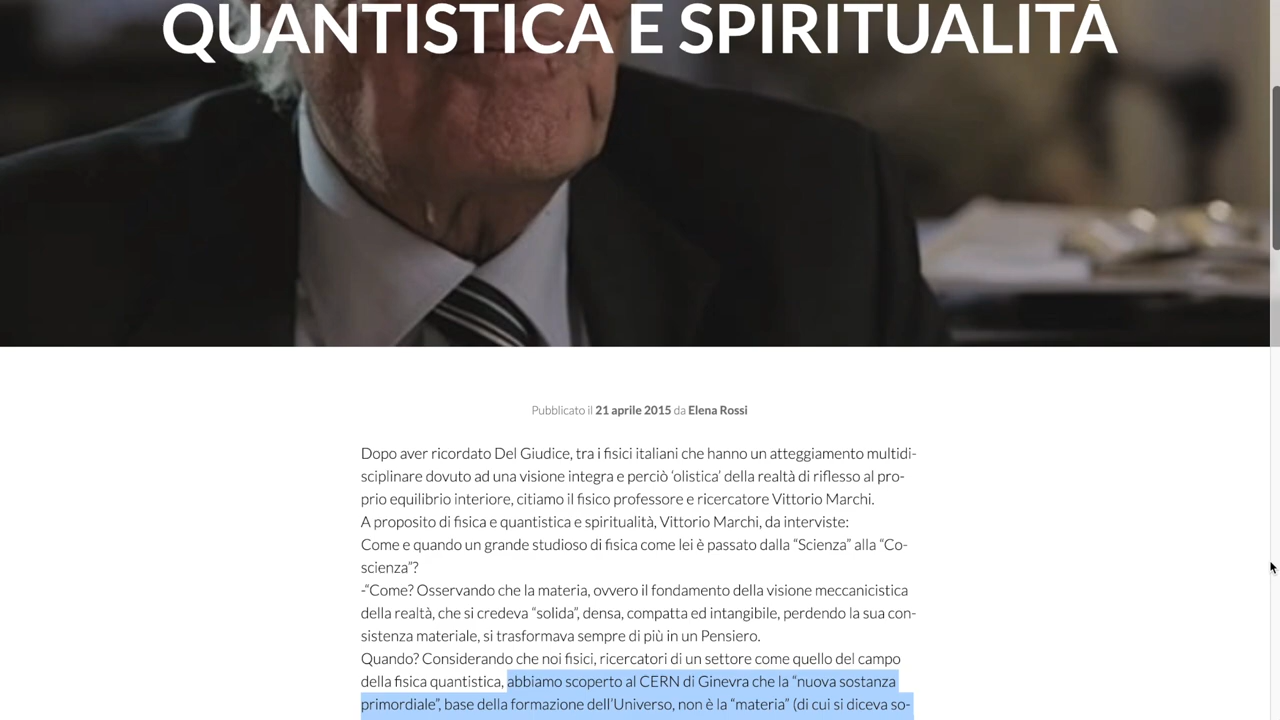 QUANTISTICA E SPIRITUALITÀ
Pubblicato il 21 aprile 2015 da Elena Rossi
Dopo aver ricordato Del Giudice, tra i fisici italiani che hanno un atteggiamento multidi-
sciplinare dovuto ad una visione integra e perciò ‘olistica’ della realtà di riflesso al pro-
prio equilibrio interiore, citiamo il fisico professore e ricercatore Vittorio Marchi.
A proposito di fisica e quantistica e spiritualità, Vittorio Marchi, da interviste:
Come e quando un grande studioso di fisica come lei è passato dalla “Scienza” alla “Co-
scienza”?
-“Come? Osservando che la materia, ovvero il fondamento della visione meccanicistica
della realtà, che si credeva “solida”, densa, compatta ed intangibile, perdendo la sua con-
sistenza materiale, si trasformava sempre di più in un Pensiero.
Quando? Considerando che noi fisici, ricercatori di un settore come quello del campo
della fisica quantistica, abbiamo scoperto al CERN di Ginevra che la “nuova sostanza
primordiale”, base della formazione dell’Universo, non è la “materia” (di cui si diceva so-